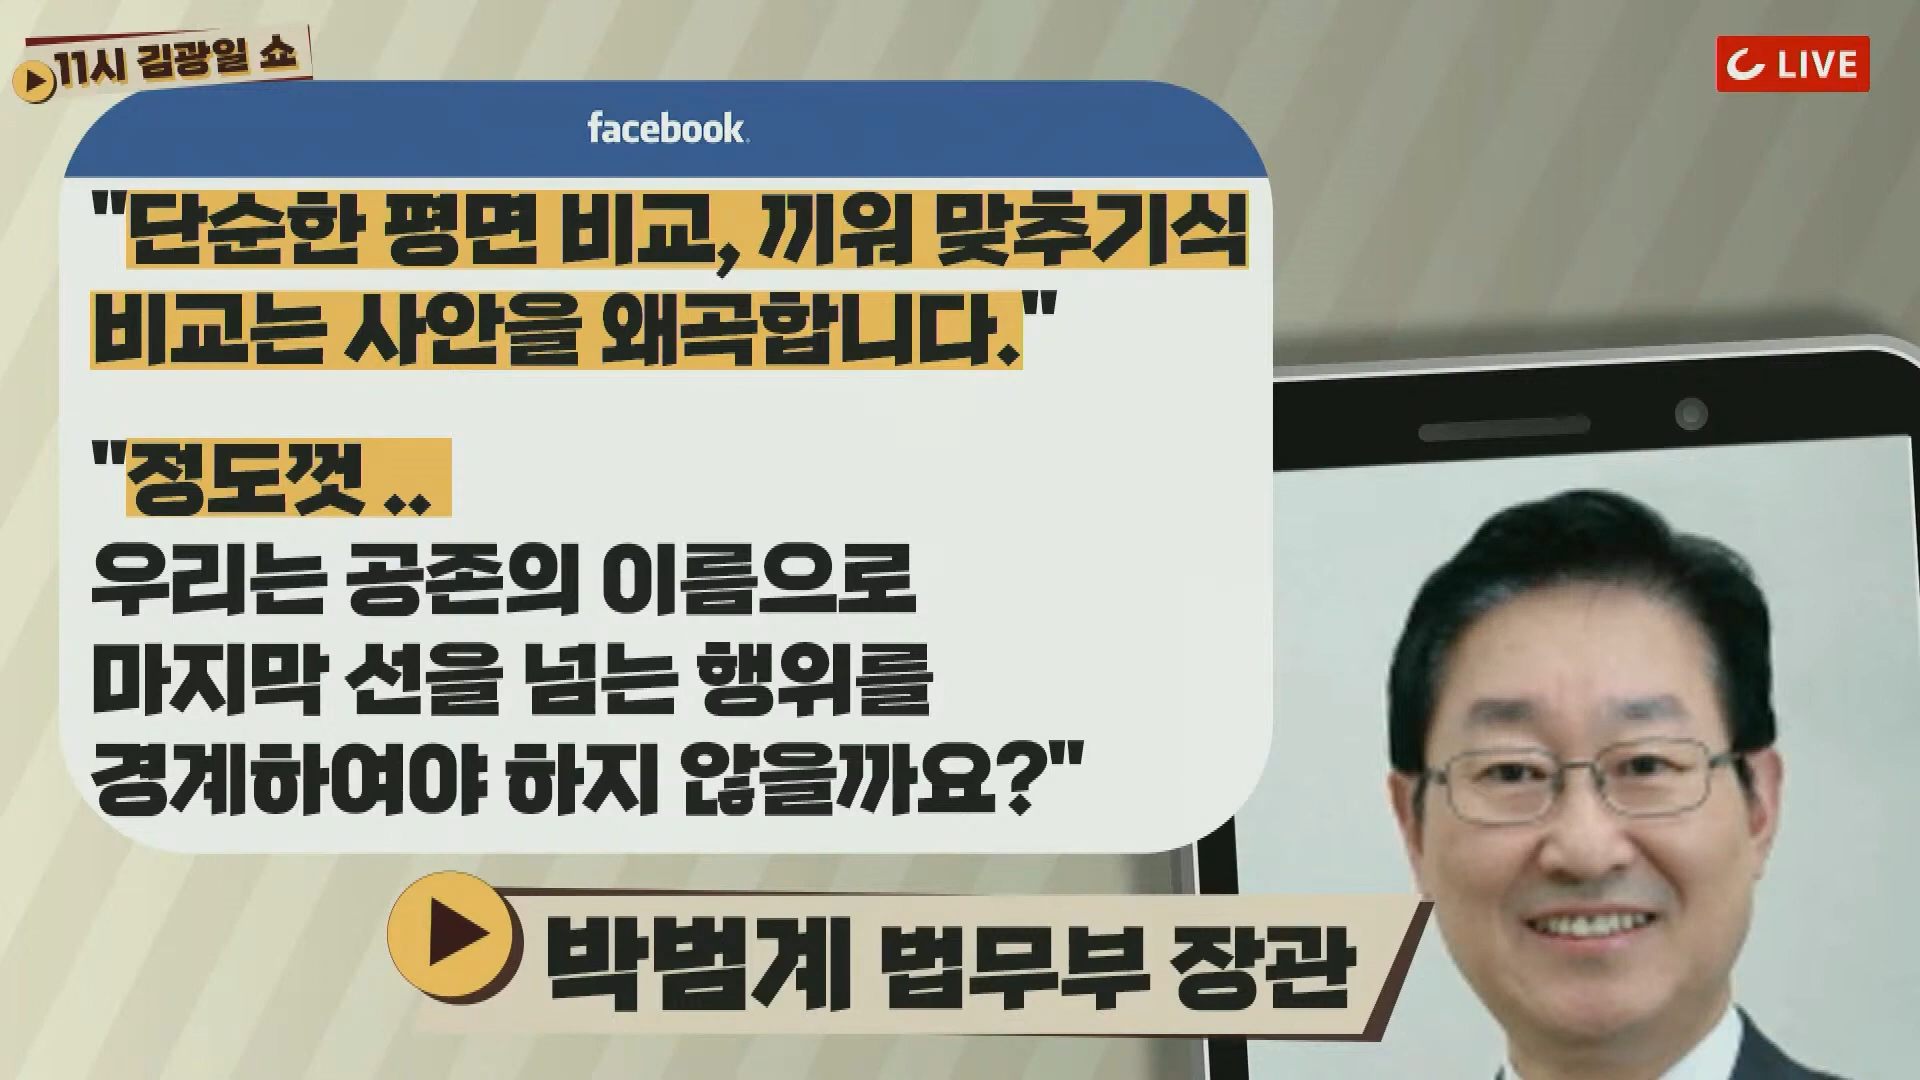 11시 김광일 쇼
LIVE
facebook
"단순한 평면 비교, 끼워 맞추기식
비교는 사안을 왜곡합니다."
"정도껏 ..
우리는 공존의 이름으로
마지막 선을 넘는 행위를
경계하여야 하지 않을까요?"
박범계 법무부 장관